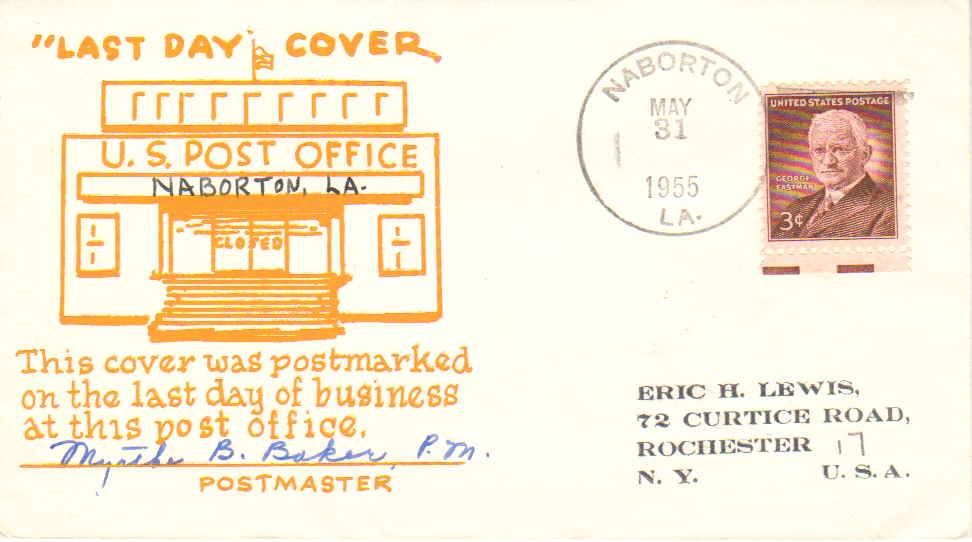 "LAST DAY COVER
U. S. POST OFFICE
NABORTON, LA.
CLOSED
This cover was postmarked
on the last day of business
at this post office.
Myrthe B. Baker, P.M.
POSTMASTER
NABORTON
MAY
31
1955
LA.
UNITED STATES POSTAGE
GEORGE
EASTMAN
3¢
ERIC H. LEWIS,
72 CURTICE ROAD,
ROCHESTER 17
N. Y. U. S. A.